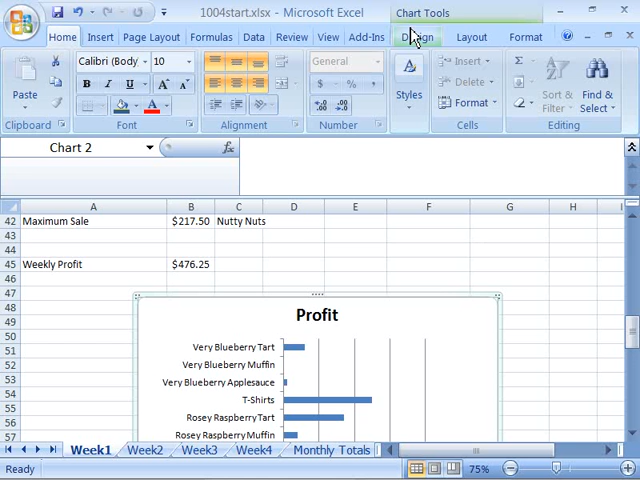 1004start.xlsx - Microsoft Excel
Chart Tools
Home Insert Page Layout Formulas Data Review View Add-Ins Design Layout Format
Calibri (Body 10 General Insert
Paste B I U A $ % , Styles Delete Sort & Filter Find & Select
Format
Clipboard Font Alignment Number Cells Editing
Chart 2 fx
A B C D E F G H I
42 Maximum Sale $217.50 Nutty Nuts
43
44
45 Weekly Profit $476.25
46
47
48 Profit
49
50
51 Very Blueberry Tart
52 Very Blueberry Muffin
53 Very Blueberry Applesauce
54 T-Shirts
55 Rosey Raspberry Tart
56
57 Rosey Raspberry Muffin
Week1 Week2 Week3 Week4 Monthly Totals
Ready 75%